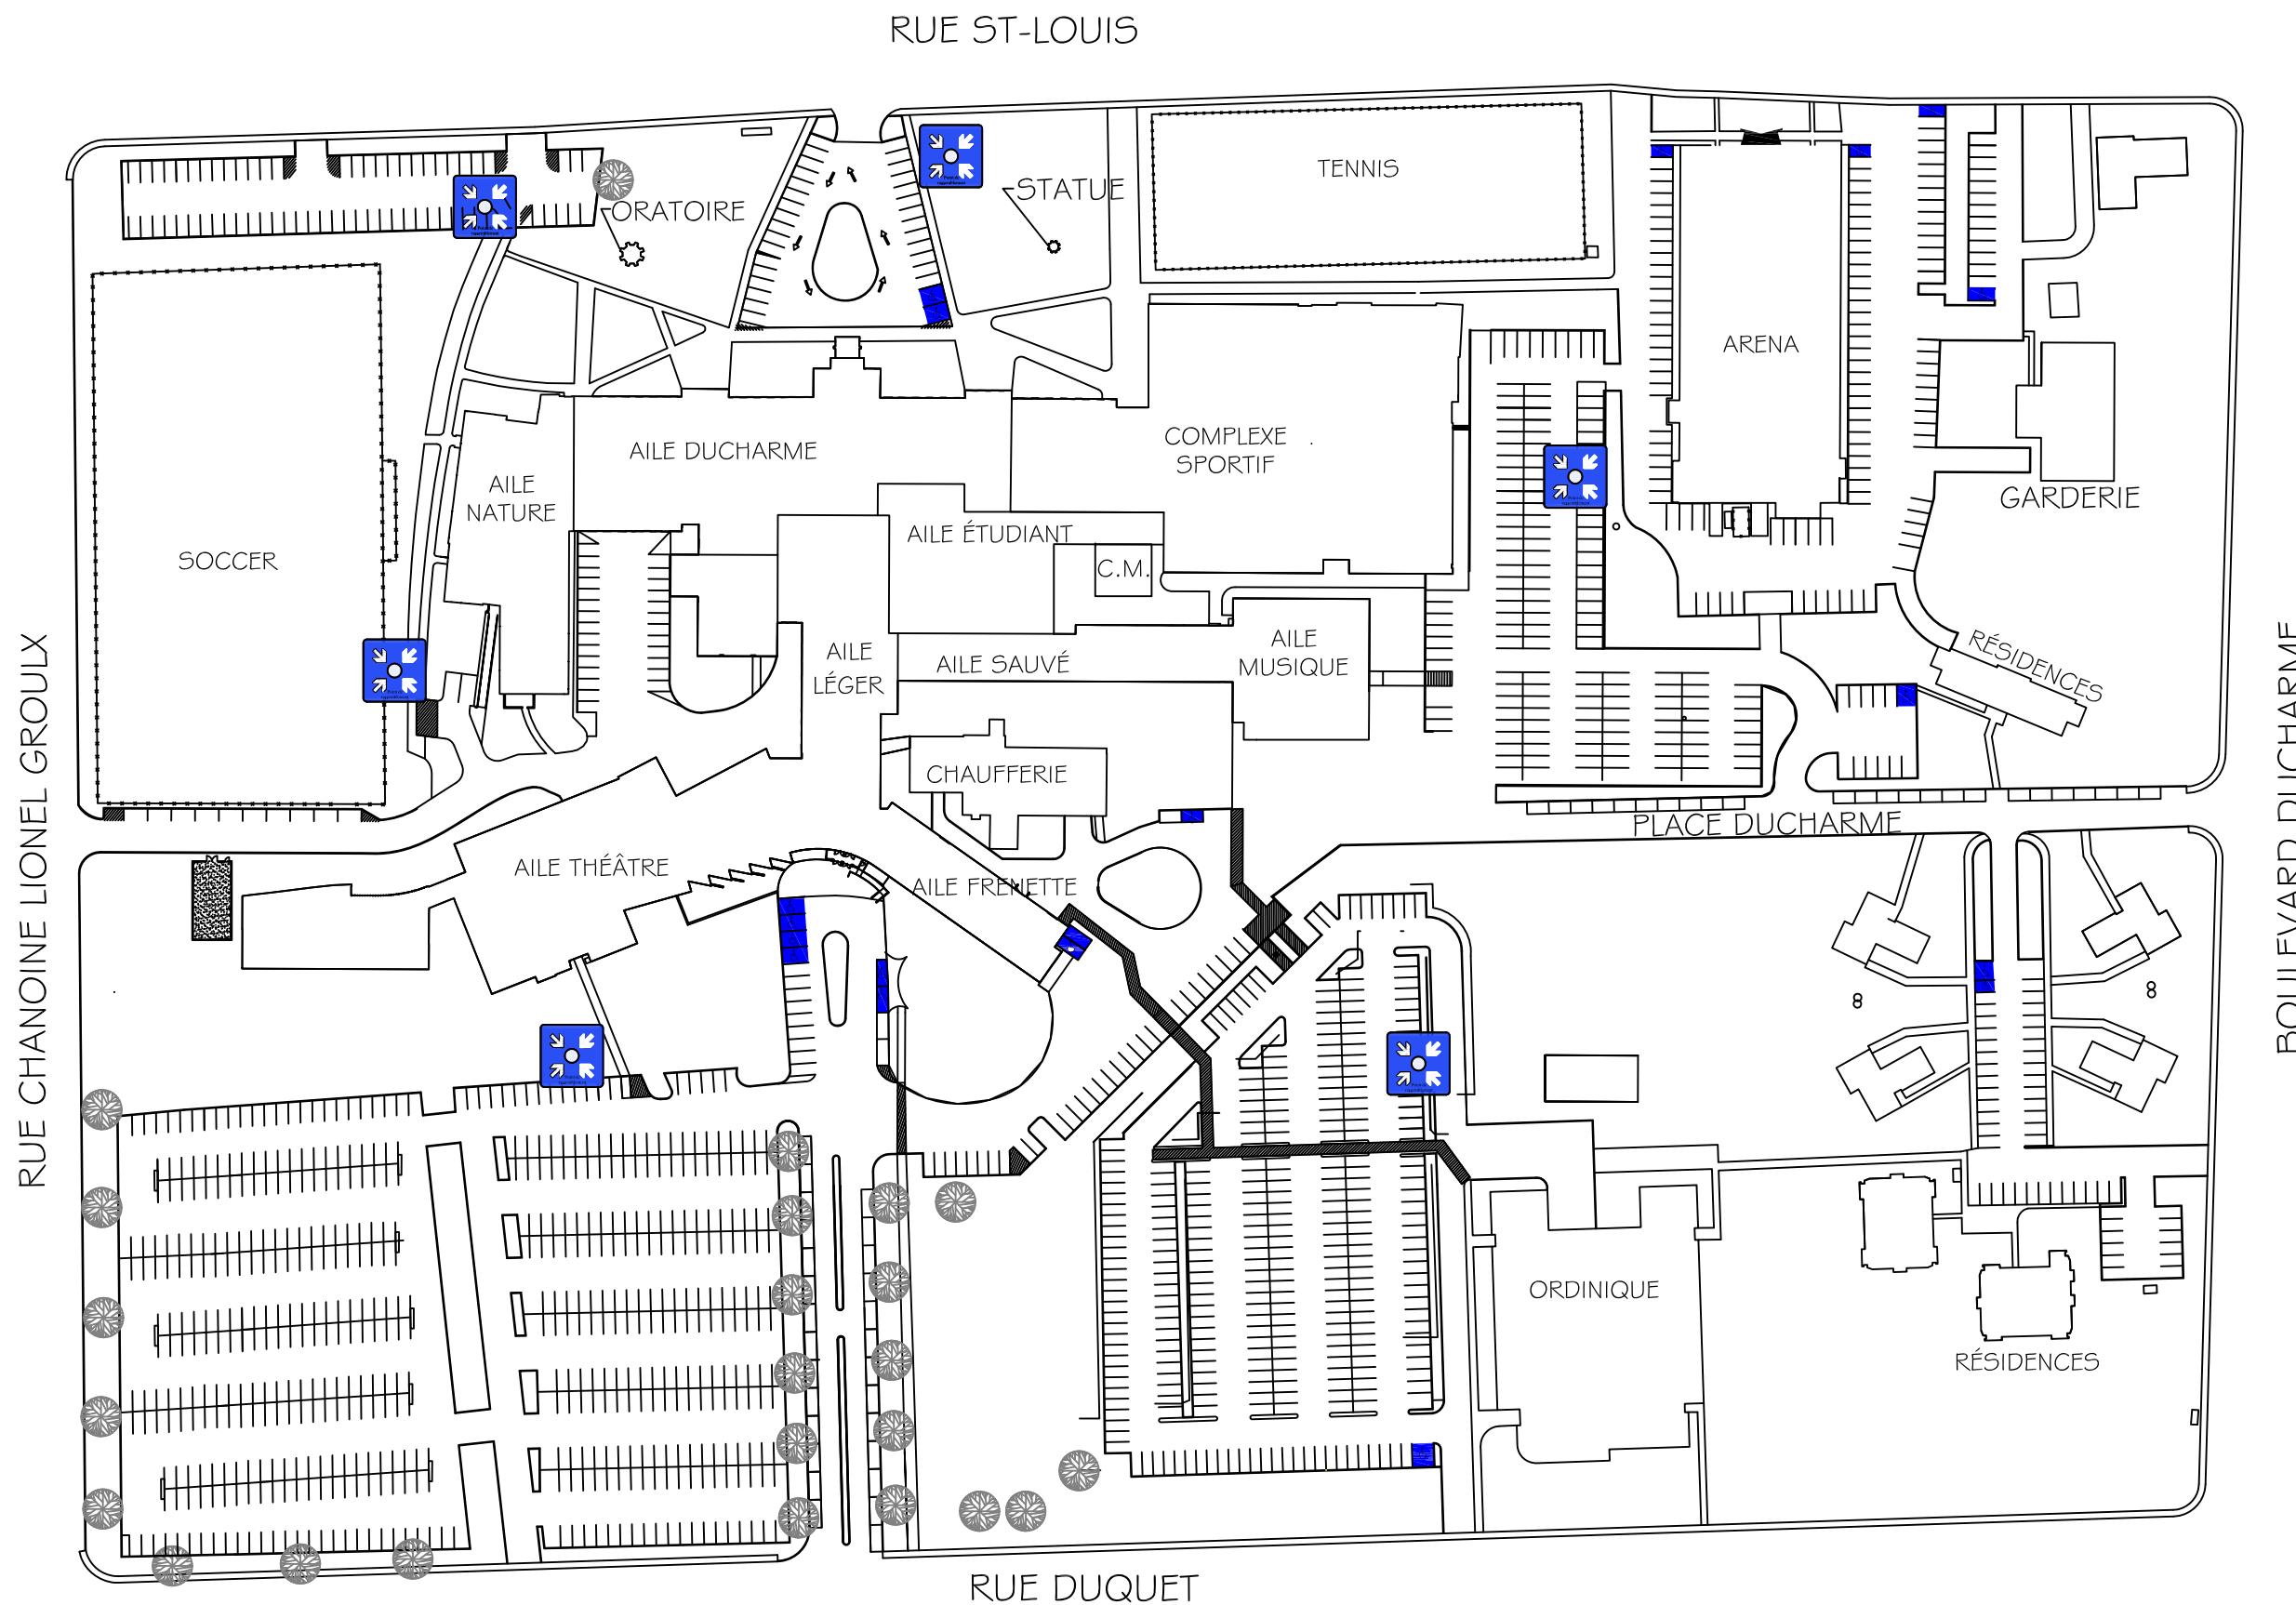 RUE ST-LOUIS
TENNIS
STATUE
ORATOIRE
ARENA
AILE DUCHARME
COMPLEXE
SPORTIF
AILE
NATURE
GARDERIE
AILE ÉTUDIANT
SOCCER
C.M.
AILE
MUSIQUE
RÉSIDENCES
AILE
LÉGER
AILE SAUVÉ
CHAUFFERIE
PLACE DUCHARME
AILE THÉÂTRE
AILE FRENETTE
RUE CHANOINE LIONEL GROULX
BOULEVARD DUCHARME
ORDINIQUE
RÉSIDENCES
RUE DUQUET